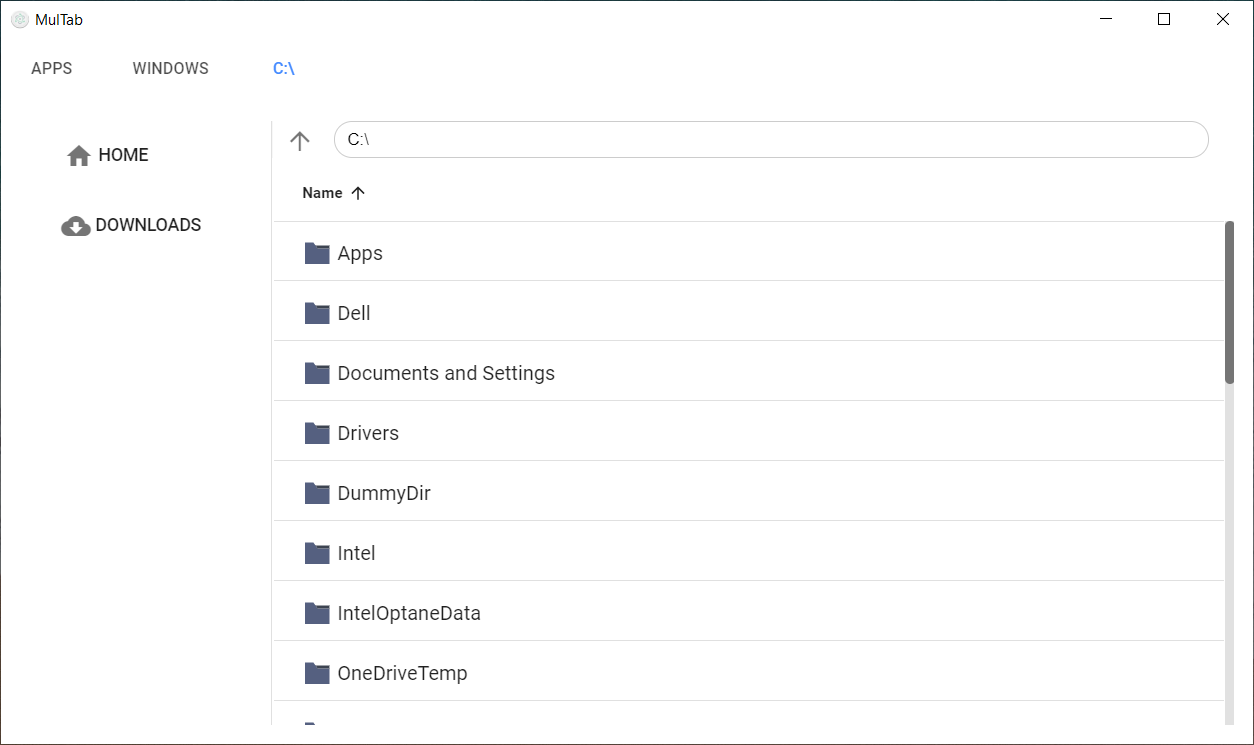 MulTab
APPS WINDOWS C:\
HOME
DOWNLOADS
C:\
Name
Apps
Dell
Documents and Settings
Drivers
DummyDir
Intel
IntelOptaneData
OneDriveTemp